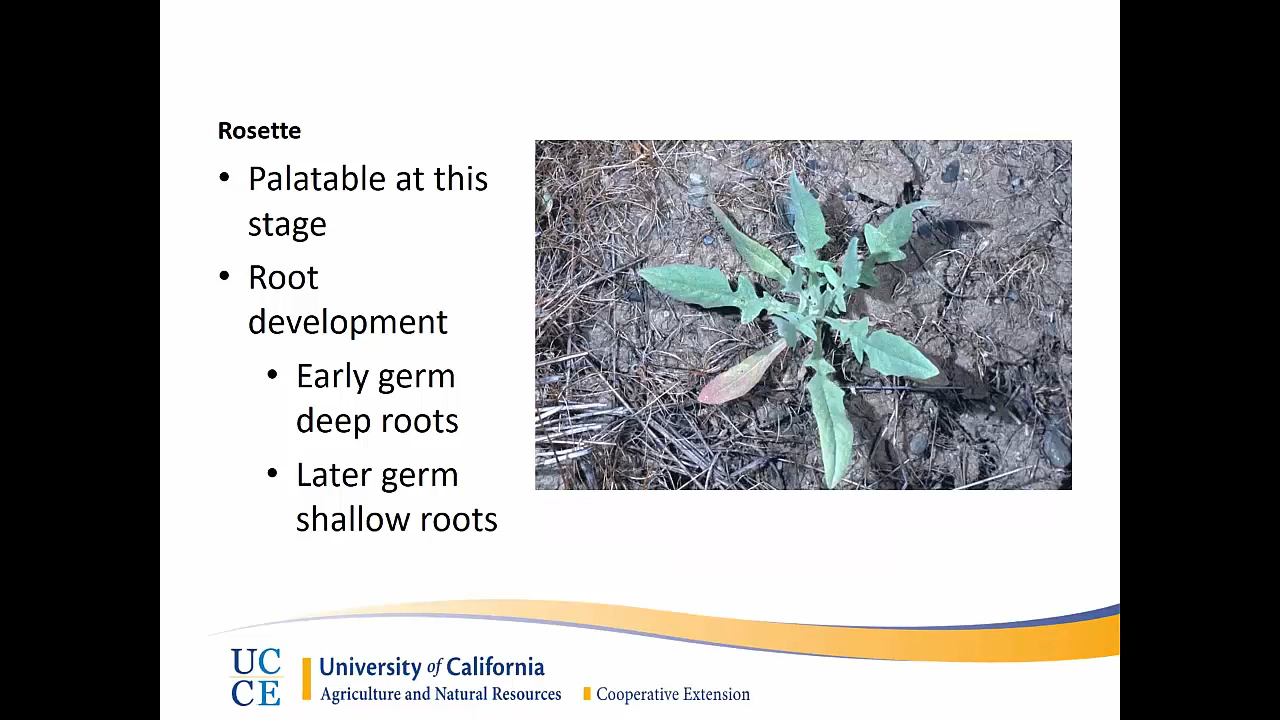 Rosette
• Palatable at this
stage
• Root
development
• Early germ
deep roots
• Later germ
shallow roots
UC
CE
University of California
Agriculture and Natural Resources
Cooperative Extension